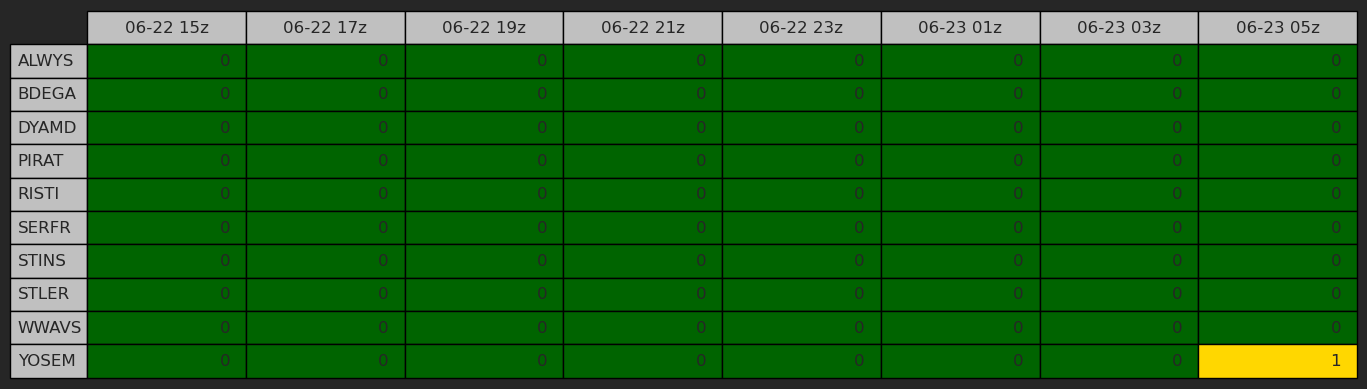 06-22 15z 06-22 17z 06-22 19z 06-22 21z 06-22 23z 06-23 01z 06-23 03z 06-23 05z
ALWYS 0 0 0 0 0 0 0 0
BDEGA 0 0 0 0 0 0 0 0
DYAMD 0 0 0 0 0 0 0 0
PIRAT 0 0 0 0 0 0 0 0
RISTI 0 0 0 0 0 0 0 0
SERFR 0 0 0 0 0 0 0 0
STINS 0 0 0 0 0 0 0 0
STLER 0 0 0 0 0 0 0 0
WWAVS 0 0 0 0 0 0 0 0
YOSEM 0 0 0 0 0 0 0 1